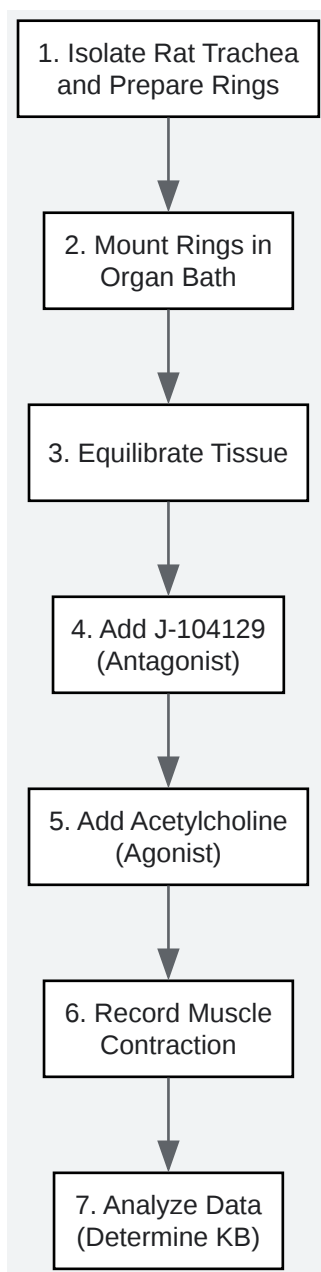 1. Isolate Rat Trachea
and Prepare Rings
2. Mount Rings in
Organ Bath
3. Equilibrate Tissue
4. Add J-104129
(Antagonist)
5. Add Acetylcholine
(Agonist)
6. Record Muscle
Contraction
7. Analyze Data
(Determine KB)